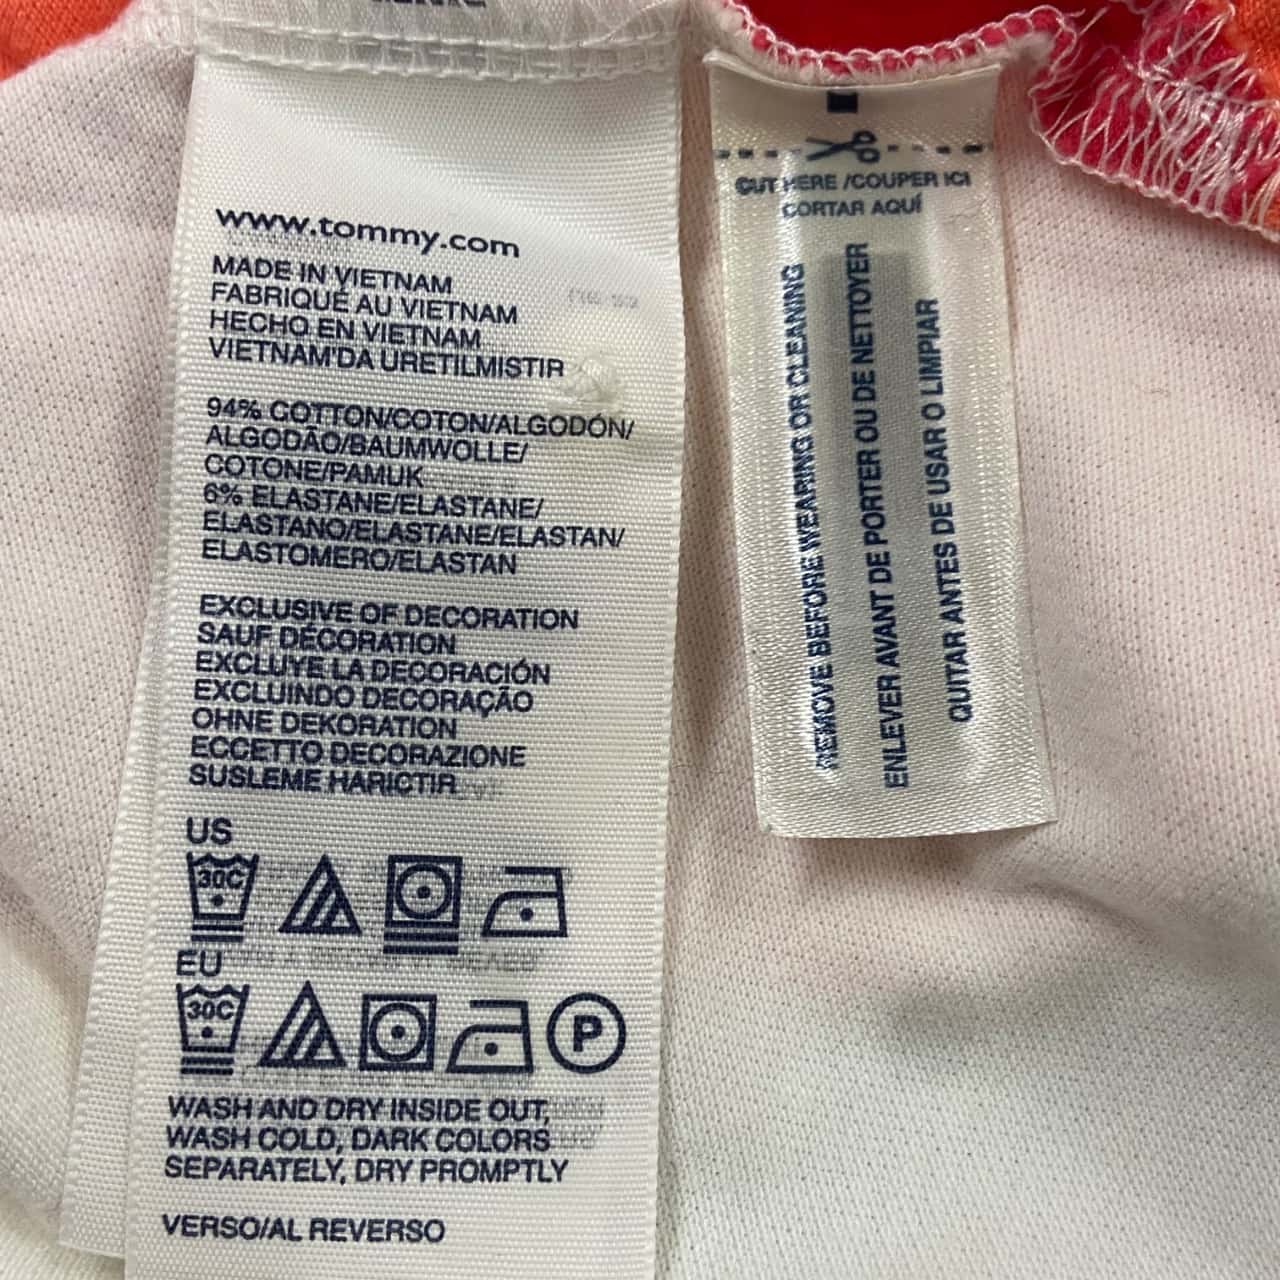 www.tommy.com
MADE IN VIETNAM
FABRIQUÉ AU VIETNAM
HECHO EN VIETNAM
VIETNAM'DA URETILMISTIR
94% COTTON/COTON/ALGODÓN/
ALGODÃO/BAUMWOLLE/
COTONE/PAMUK
6% ELASTANE/ELASTANE/
ELASTANO/ELASTANE/ELASTAN/
ELASTOMERO/ELASTAN
EXCLUSIVE OF DECORATION
SAUF DÉCORATION
EXCLUYE LA DECORACIÓN
EXCLUINDO DECORAÇÃO
OHNE DEKORATION
ECCETTO DECORAZIONE
SUSLEME HARICTIR
US
30C
EU
30C
P
WASH AND DRY INSIDE OUT,
WASH COLD, DARK COLORS
SEPARATELY, DRY PROMPTLY
VERSO/AL REVERSO
CUT HERE /COUPER ICI
CORTAR AQUÍ
REMOVE BEFORE WEARING OR CLEANING
ENLEVER AVANT DE PORTER OU DE NETTOYER
QUITAR ANTES DE USAR O LIMPIAR